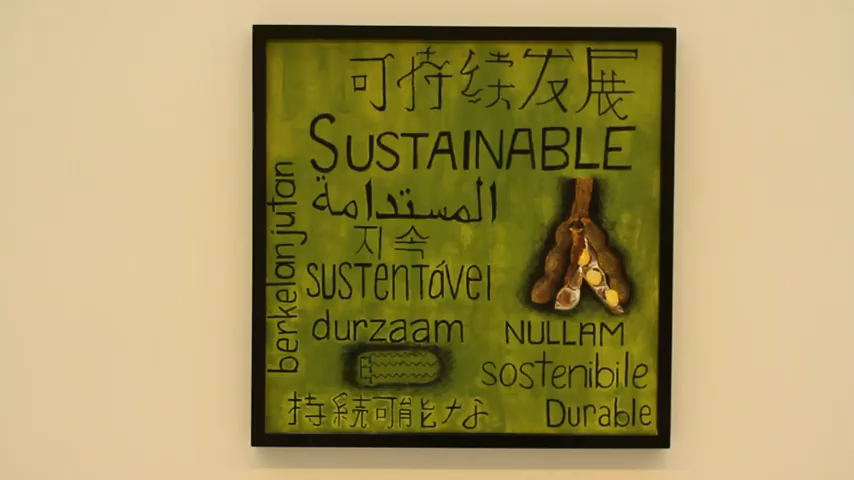 可持续发展
SUSTAINABLE
المستدامة
지속
berkelanjutan
sustentável
durzaam
NULLAM
sostenibile
持続可能な
Durable